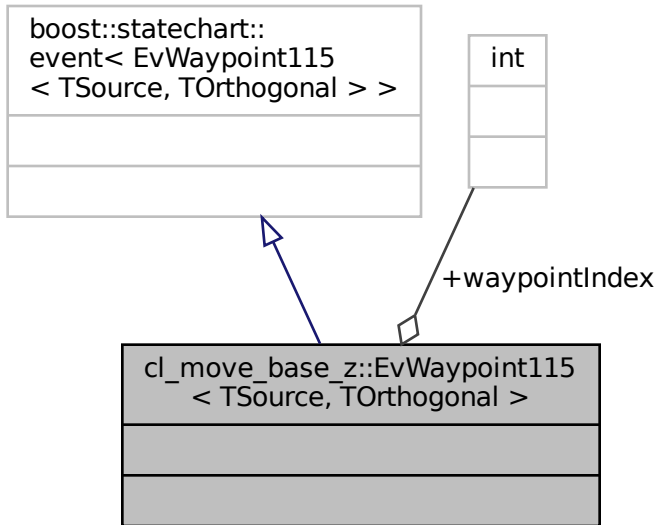 boost::statechart::
event< EvWaypoint115
< TSource, TOrthogonal > >
int
+waypointIndex
cl_move_base_z::EvWaypoint115
< TSource, TOrthogonal >